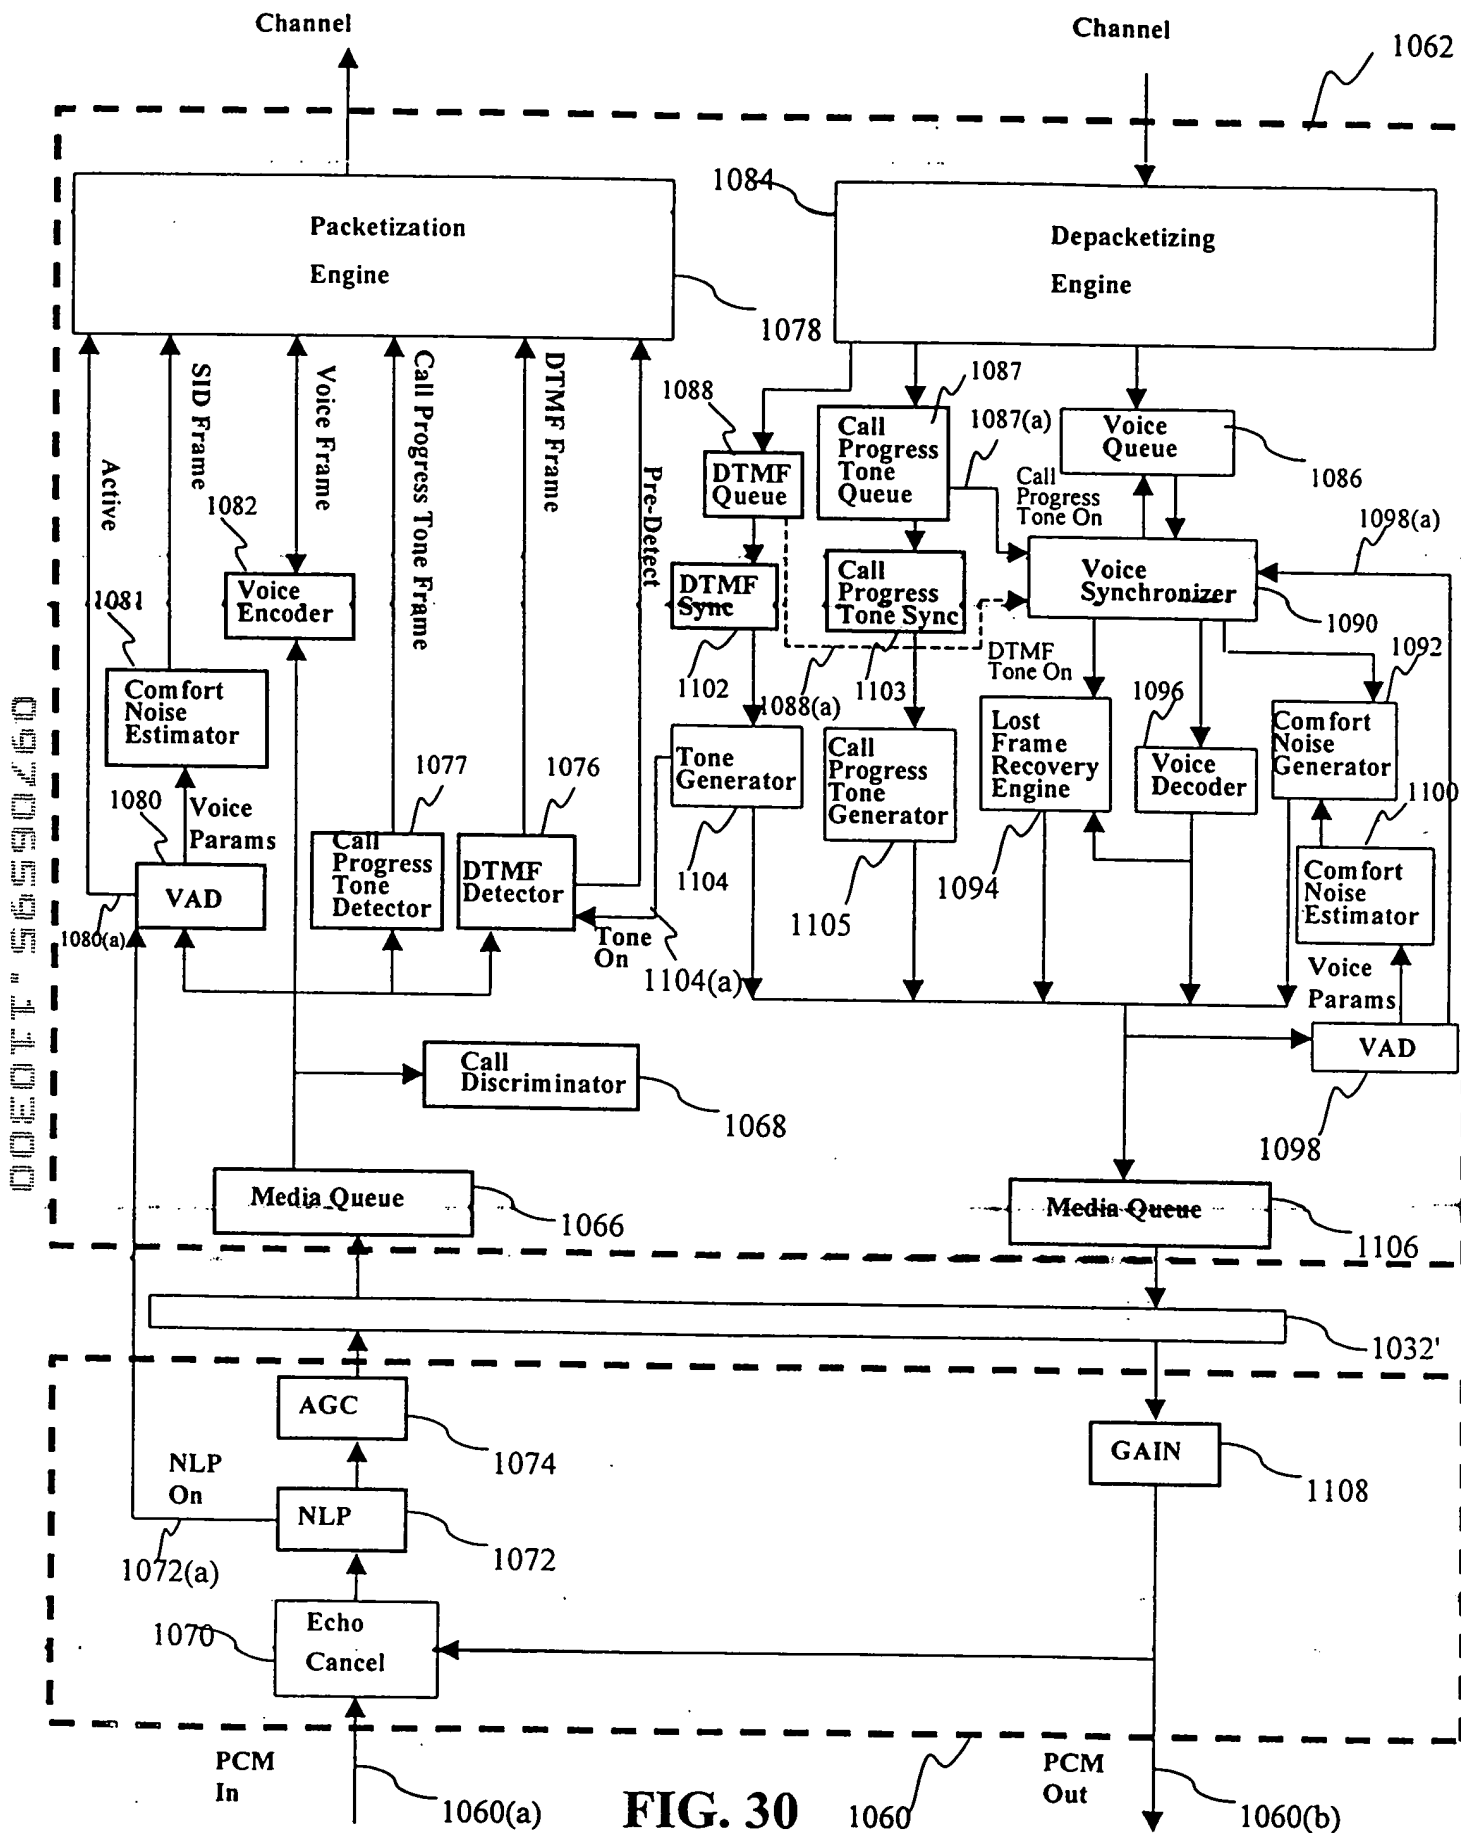 Channel
Channel
1062
Packetization
Engine
1078
1084
Depacketizing
Engine
Active
SID Frame
Voice Frame
Call Progress Tone Frame
DTMF Frame
Pre-Detect
1088
1087
1087(a)
DTMF
Queue
Call
Progress
Tone
Queue
Voice
Queue
1086
Call
Progress
Tone On
1098(a)
1082
Voice
Encoder
1081
Comfort
Noise
Estimator
DTMF
Sync
1102
Call
Progress
Tone Sync
1103
1088(a)
Voice
Synchronizer
1090
DTMF
Tone On
1096
1092
1080
Voice
Params
VAD
1080(a)
1077
Call
Progress
Tone
Detector
1076
DTMF
Detector
Tone
Generator
1104
Tone
On
1104(a)
Call
Progress
Tone
Generator
1105
Lost
Frame
Recovery
Engine
1094
Voice
Decoder
Comfort
Noise
Generator
1100
Comfort
Noise
Estimator
Voice
Params
VAD
1098
Call
Discriminator
1068
Media Queue
1066
Media Queue
1106
1032'
AGC
1074
NLP
On
NLP
1072
1072(a)
GAIN
1108
1070
Echo
Cancel
PCM
In
1060(a)
FIG. 30
1060
PCM
Out
1060(b)
09705595.110300